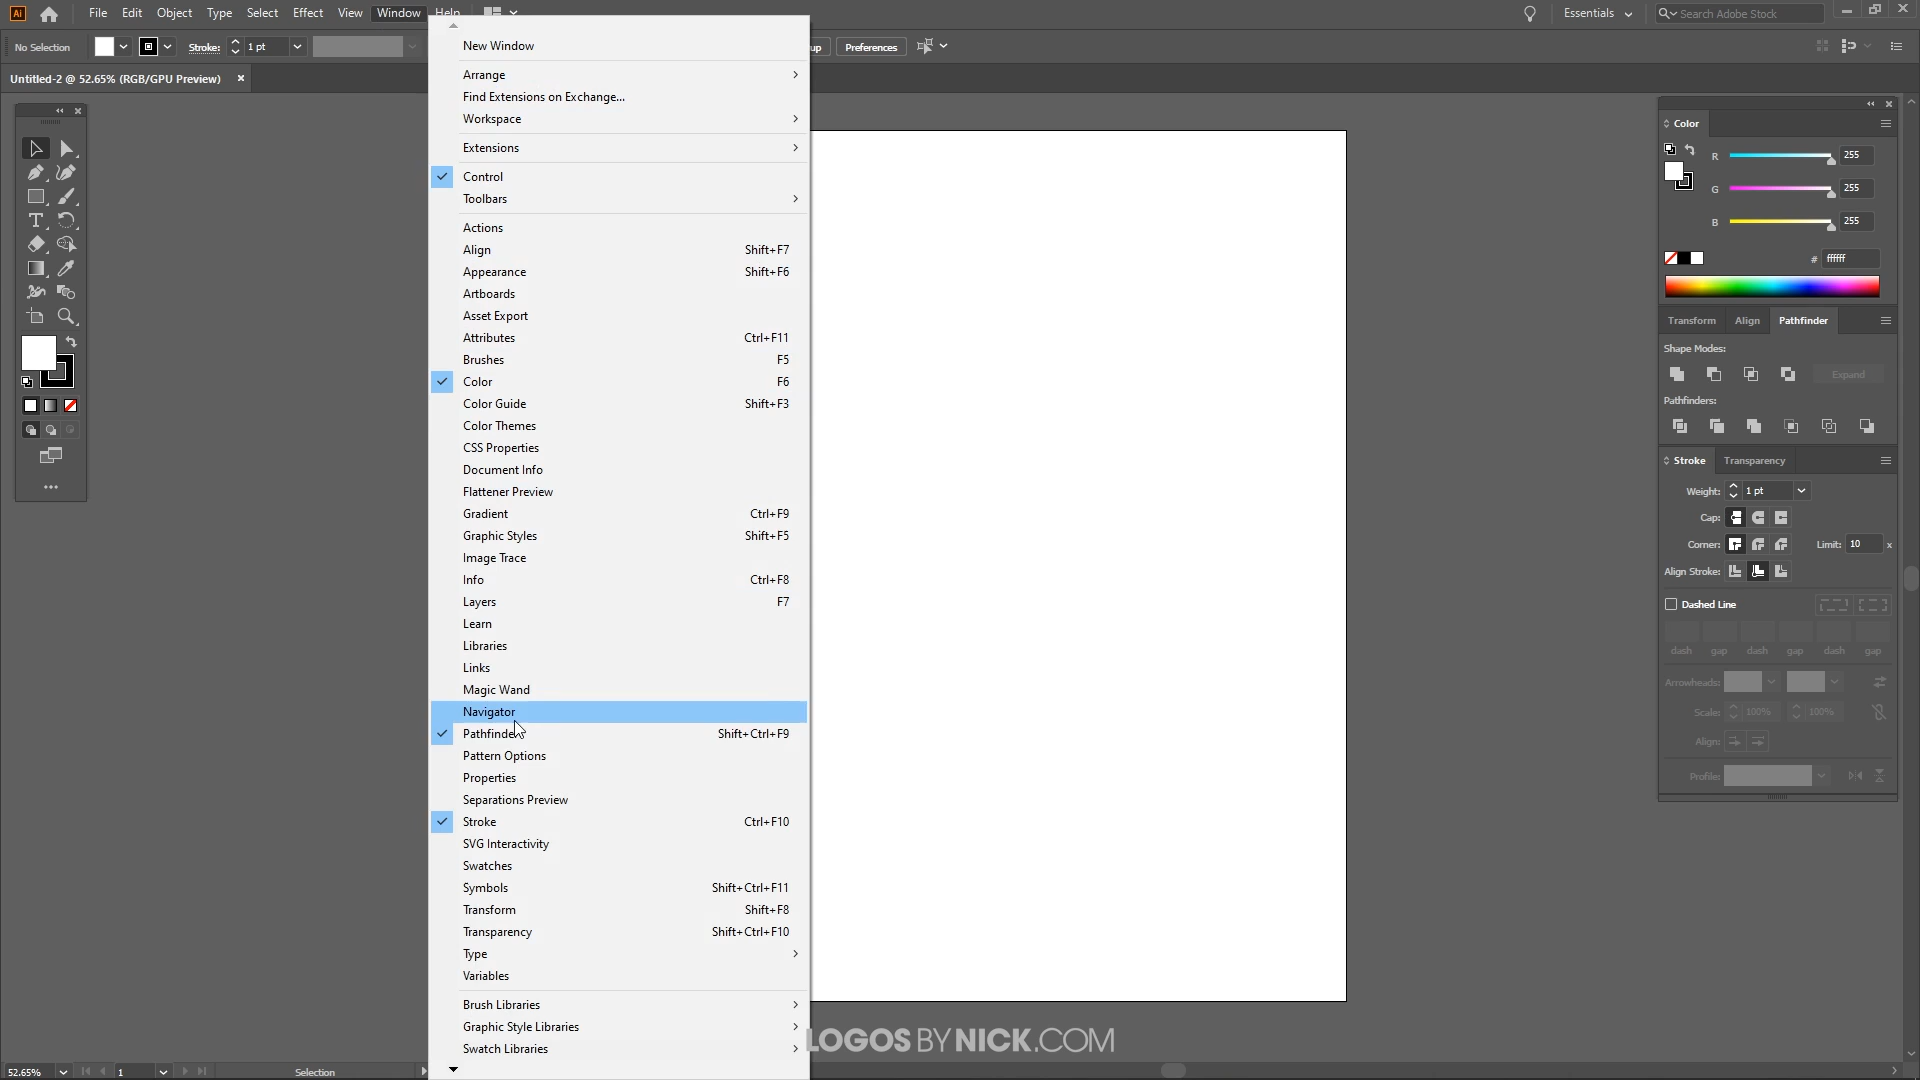 Ai File Edit Object Type Select Effect View Window Help Essentials Search Adobe Stock
No Selection Stroke: 1 pt Preferences
Untitled-2 @ 52.65% (RGB/GPU Preview)
New Window
Arrange
Find Extensions on Exchange...
Workspace
Extensions
Control
Toolbars
Actions
Align Shift+F7
Appearance Shift+F6
Artboards
Asset Export
Attributes Ctrl+F11
Brushes F5
Color F6
Color Guide Shift+F3
Color Themes
CSS Properties
Document Info
Flattener Preview
Gradient Ctrl+F9
Graphic Styles Shift+F5
Image Trace
Info Ctrl+F8
Layers F7
Learn
Libraries
Links
Magic Wand
Navigator
Pathfinder Shift+Ctrl+F9
Pattern Options
Properties
Separations Preview
Stroke Ctrl+F10
SVG Interactivity
Swatches
Symbols Shift+Ctrl+F11
Transform Shift+F8
Transparency Shift+Ctrl+F10
Type
Variables
Brush Libraries
Graphic Style Libraries
Swatch Libraries
Color
R 255
G 255
B 255
# ffffff
Transform Align Pathfinder
Shape Modes:
Expand
Pathfinders:
Stroke Transparency
Weight: 1 pt
Cap:
Corner: Limit: 10 x
Align Stroke:
Dashed Line
dash gap dash gap dash gap
Arrowheads:
Scale: 100% 100%
Align:
Profile:
LOGOS BY NICK.COM
52.65% 1 Selection